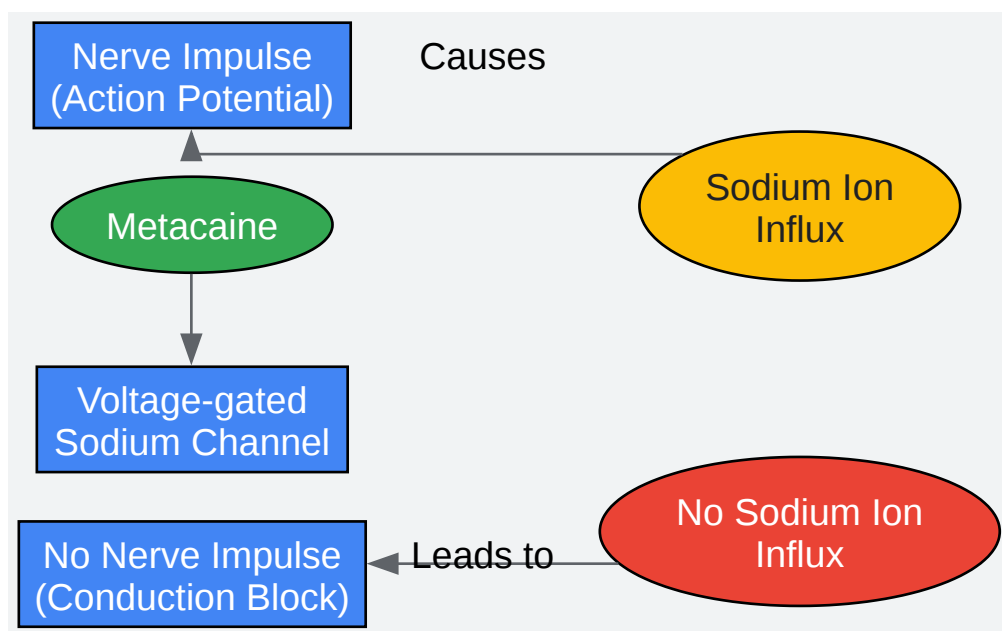 Nerve Impulse
(Action Potential)
Causes
Sodium Ion
Influx
Metacaine
Voltage-gated
Sodium Channel
No Sodium Ion
Influx
No Nerve Impulse
(Conduction Block)
Leads to